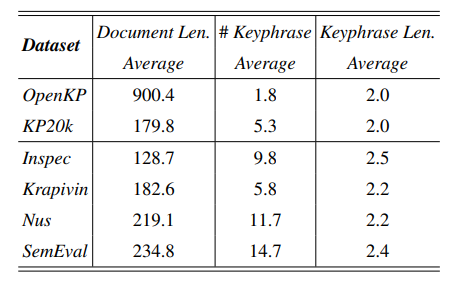 Dataset Document Len. # Keyphrase Keyphrase Len.
Average Average Average
OpenKP 900.4 1.8 2.0
KP20k 179.8 5.3 2.0
Inspec 128.7 9.8 2.5
Krapivin 182.6 5.8 2.2
Nus 219.1 11.7 2.2
SemEval 234.8 14.7 2.4